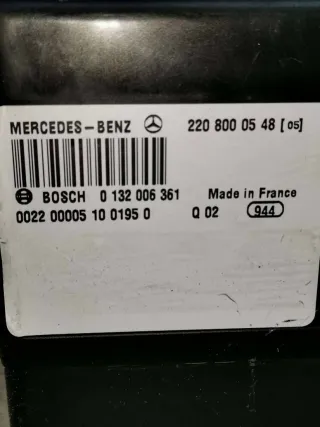 MERCEDES-BENZ 220 800 05 48 [05]
BOSCH 0 132 006 361 Made in France
0022 00005 10 0195 0 Q 02 944